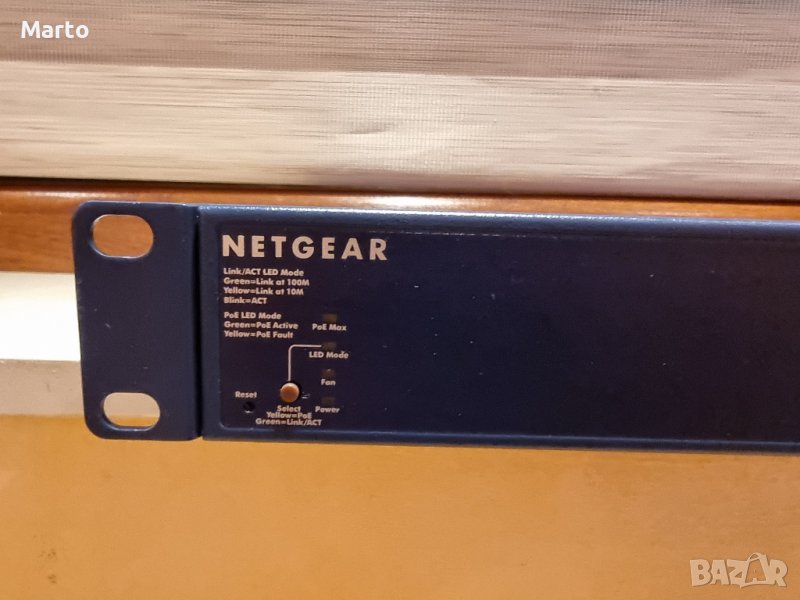 Marto
NETGEAR
Link/ACT LED Mode
Green=Link at 100M
Yellow=Link at 10M
Blink=ACT
PoE LED Mode
Green=PoE Active
Yellow=PoE Fault
PoE Max
LED Mode
Fan
Reset
Select
Yellow=PoE
Green=Link/ACT
Power
BAZAR